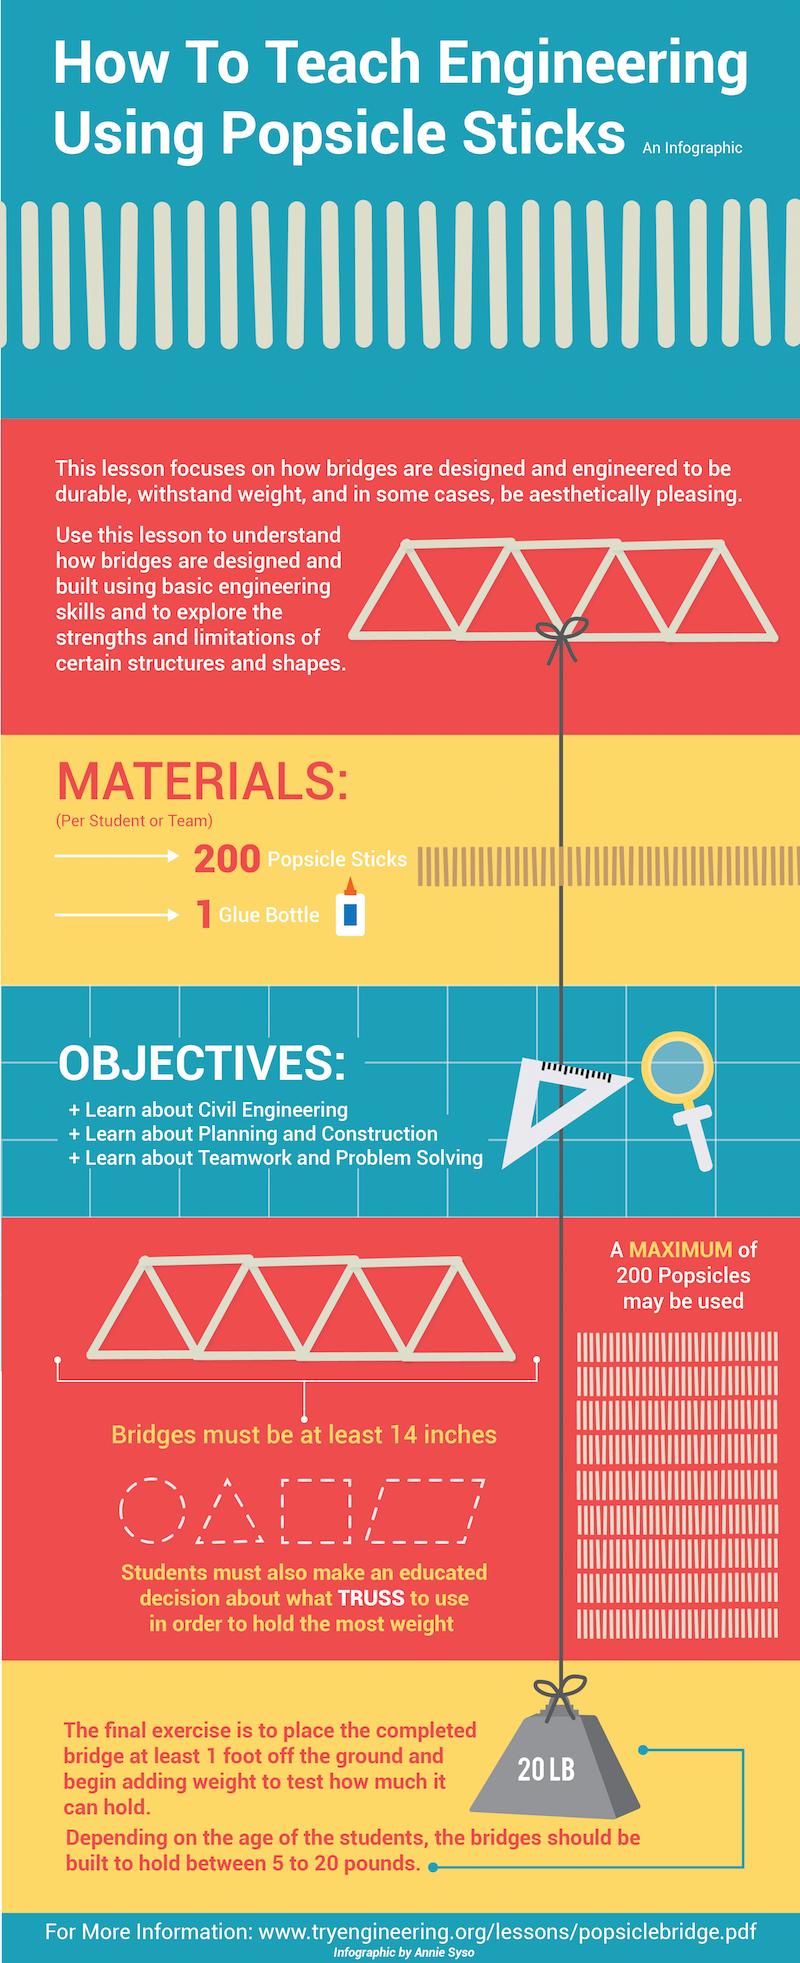 How To Teach Engineering
Using Popsicle Sticks An Infographic
This lesson focuses on how bridges are designed and engineered to be
durable, withstand weight, and in some cases, be aesthetically pleasing.
Use this lesson to understand
how bridges are designed and
built using basic engineering
skills and to explore the
strengths and limitations of
certain structures and shapes.
MATERIALS:
(Per Student or Team)
200 Popsicle Sticks
1 Glue Bottle
OBJECTIVES:
+ Learn about Civil Engineering
+ Learn about Planning and Construction
+ Learn about Teamwork and Problem Solving
A MAXIMUM of
200 Popsicles
may be used
Bridges must be at least 14 inches
Students must also make an educated
decision about what TRUSS to use
in order to hold the most weight
The final exercise is to place the completed
bridge at least 1 foot off the ground and
begin adding weight to test how much it
can hold.
20 LB
Depending on the age of the students, the bridges should be
built to hold between 5 to 20 pounds.
For More Information: www.tryengineering.org/lessons/popsiclebridge.pdf
Infographic by Annie Syso